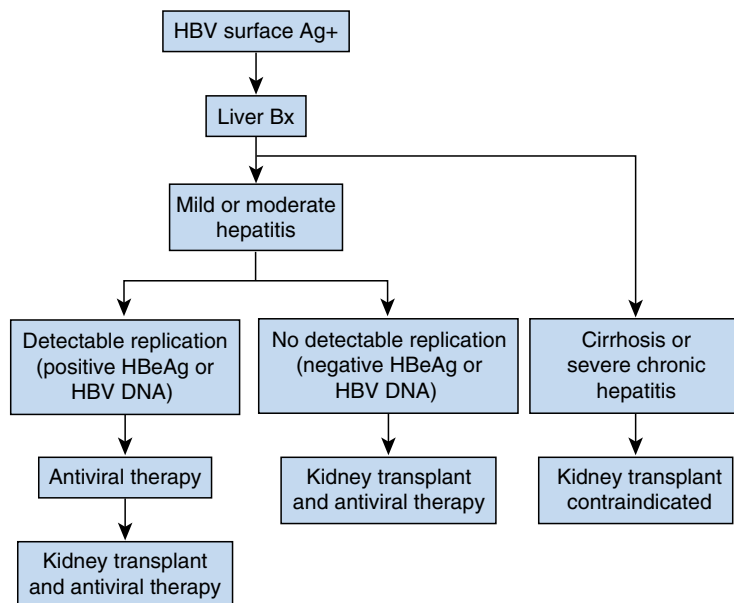 HBV surface Ag+
Liver Bx
Mild or moderate
hepatitis
Detectable replication
(positive HBeAg or
HBV DNA)
No detectable replication
(negative HBeAg or
HBV DNA)
Cirrhosis or
severe chronic
hepatitis
Antiviral therapy
Kidney transplant
and antiviral therapy
Kidney transplant
contraindicated
Kidney transplant
and antiviral therapy